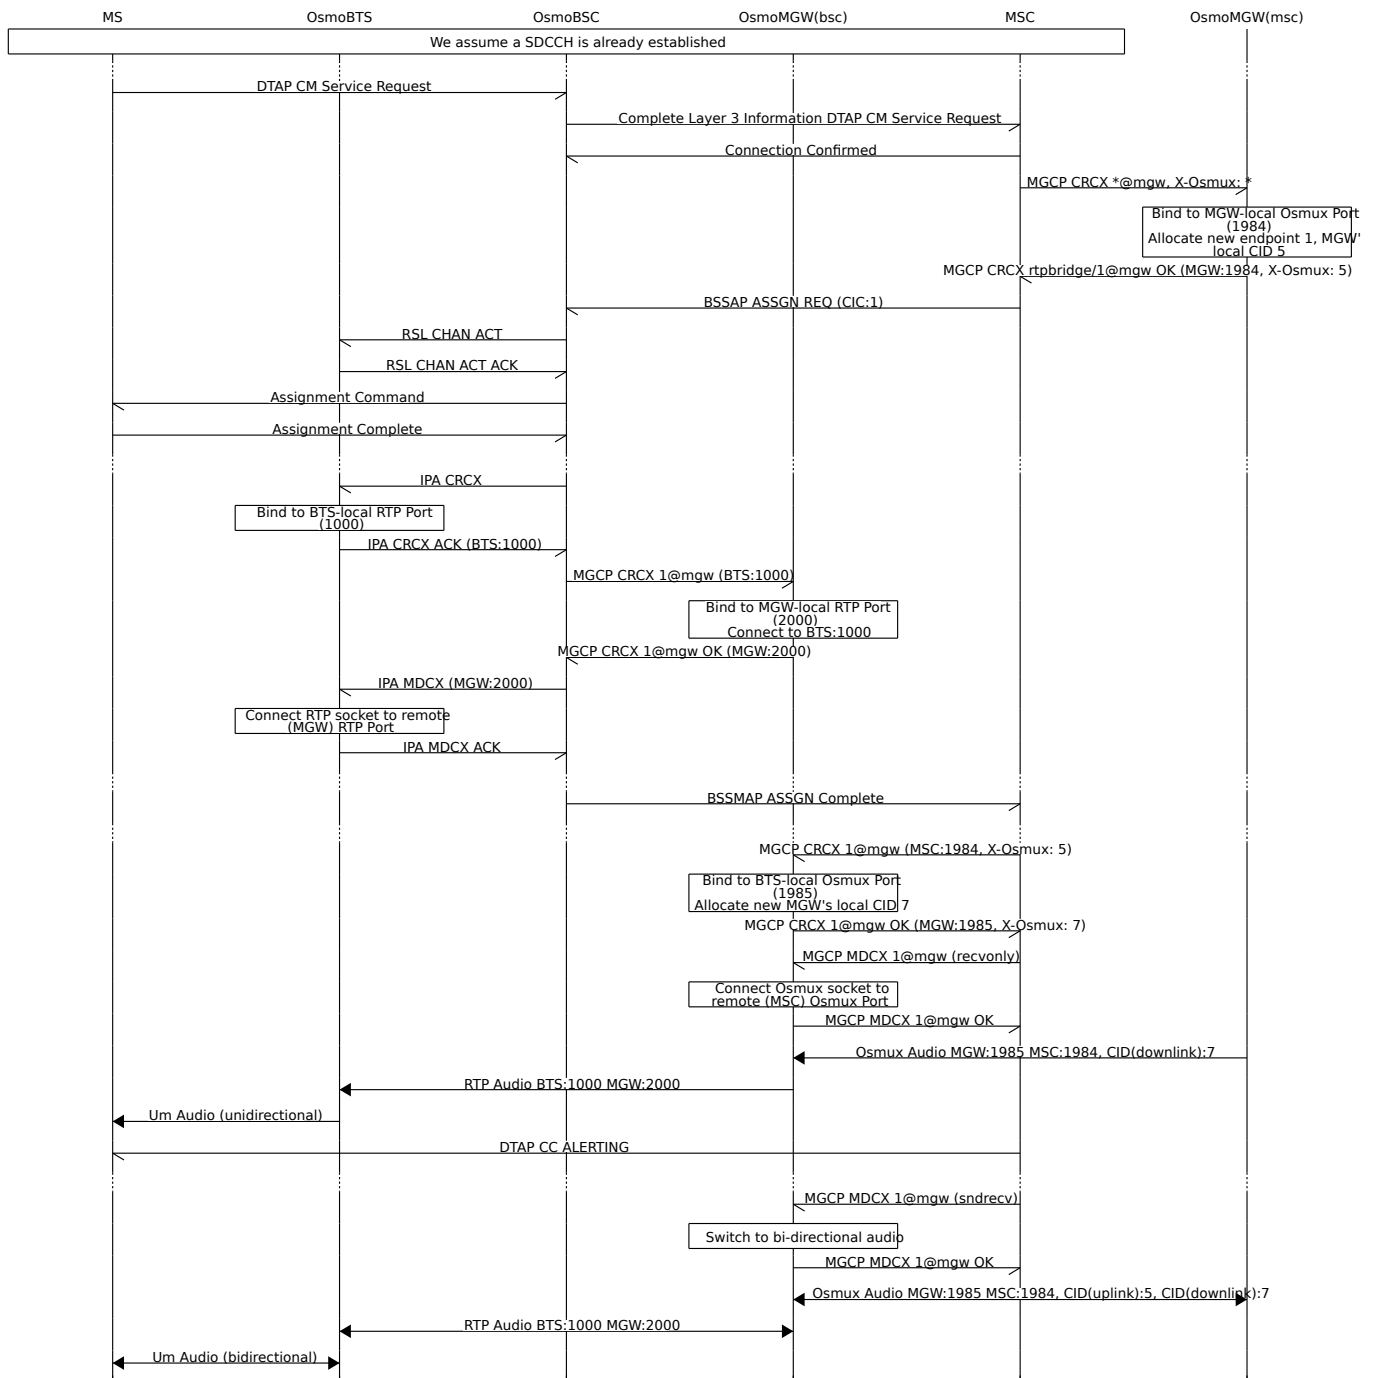 MS
OsmoBTS
OsmoBSC
OsmoMGW(bsc)
MSC
OsmoMGW(msc)
We assume a SDCCH is already established
DTAP CM Service Request
Complete Layer 3 Information DTAP CM Service Request
Connection Confirmed
MGCP CRCX *@mgw, X-Osmux: *
Bind to MGW-local Osmux Port
(1984)
Allocate new endpoint 1, MGW'
local CID 5
MGCP CRCX rtpbridge/1@mgw OK (MGW:1984, X-Osmux: 5)
BSSAP ASSGN REQ (CIC:1)
RSL CHAN ACT
RSL CHAN ACT ACK
Assignment Command
Assignment Complete
IPA CRCX
Bind to BTS-local RTP Port
(1000)
IPA CRCX ACK (BTS:1000)
MGCP CRCX 1@mgw (BTS:1000)
Bind to MGW-local RTP Port
(2000)
Connect to BTS:1000
MGCP CRCX 1@mgw OK (MGW:2000)
IPA MDCX (MGW:2000)
Connect RTP socket to remote
(MGW) RTP Port
IPA MDCX ACK
BSSMAP ASSGN Complete
MGCP CRCX 1@mgw (MSC:1984, X-Osmux: 5)
Bind to BTS-local Osmux Port
(1985)
Allocate new MGW's local CID 7
MGCP CRCX 1@mgw OK (MGW:1985, X-Osmux: 7)
MGCP MDCX 1@mgw (recvonly)
Connect Osmux socket to
remote (MSC) Osmux Port
MGCP MDCX 1@mgw OK
Osmux Audio MGW:1985 MSC:1984, CID(downlink):7
RTP Audio BTS:1000 MGW:2000
Um Audio (unidirectional)
DTAP CC ALERTING
MGCP MDCX 1@mgw (sndrecv)
Switch to bi-directional audio
MGCP MDCX 1@mgw OK
Osmux Audio MGW:1985 MSC:1984, CID(uplink):5, CID(downlink):7
RTP Audio BTS:1000 MGW:2000
Um Audio (bidirectional)